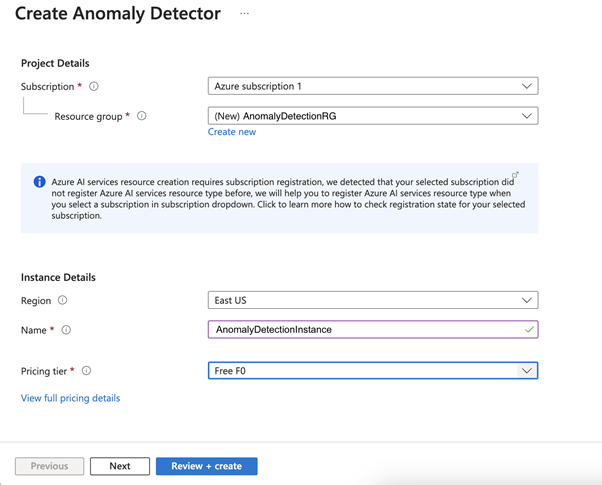 Create Anomaly Detector ...
Project Details
Subscription *
Azure subscription 1
Resource group *
(New) AnomalyDetectionRG
Create new
Azure AI services resource creation requires subscription registration, we detected that your selected subscription did
not register Azure AI services resource type before, we will help you to register Azure AI services resource type when
you select a subscription in subscription dropdown. Click to learn more how to check registration state for your selected
subscription.
Instance Details
Region
East US
Name *
AnomalyDetectionInstance
Pricing tier *
Free F0
View full pricing details
Previous
Next
Review + create